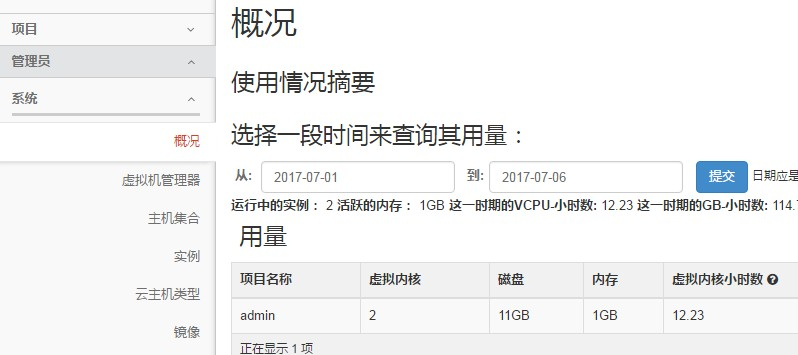 项目
管理员
系统
概况
虚拟机管理器
主机集合
实例
云主机类型
镜像
概况
使用情况摘要
选择一段时间来查询其用量：
从: 2017-07-01 到: 2017-07-06 提交 日期应是
运行中的实例： 2 活跃的内存： 1GB 这一时期的VCPU-小时数: 12.23 这一时期的GB-小时数: 114.
用量
项目名称 虚拟内核 磁盘 内存 虚拟内核小时数
admin 2 11GB 1GB 12.23
正在显示 1 项